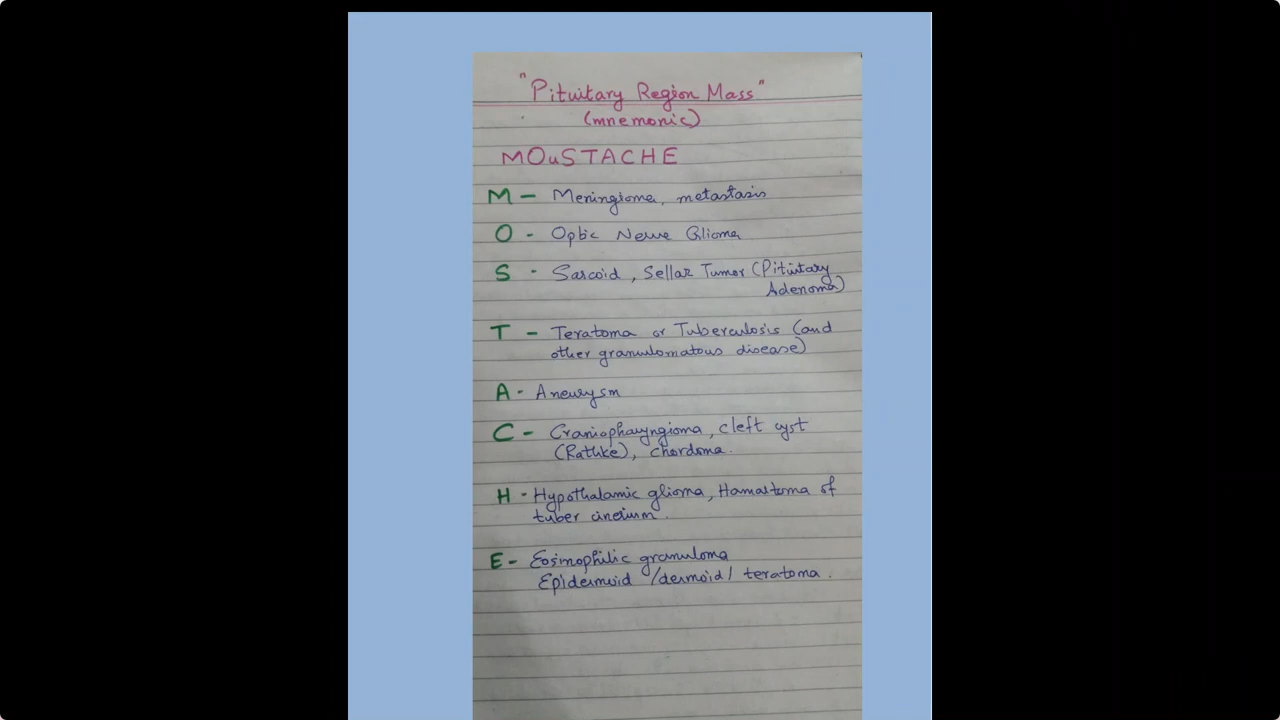 "Pituitary Region Mass"
(mnemonic)
MOuSTACHE
M - Meningioma, metastasis
O - Optic Nerve Glioma
S - Sarcoid, Sellar Tumor (Pituitary
Adenoma)
T - Teratoma or Tuberculosis (and
other granulomatous disease)
A - Aneurysm
C - Craniopharyngioma, cleft cyst
(Rathke), chordoma.
H - Hypothalamic glioma, Hamartoma of
tuber cinerium.
E - Eosinophilic granuloma
Epidermoid /dermoid/ teratoma.